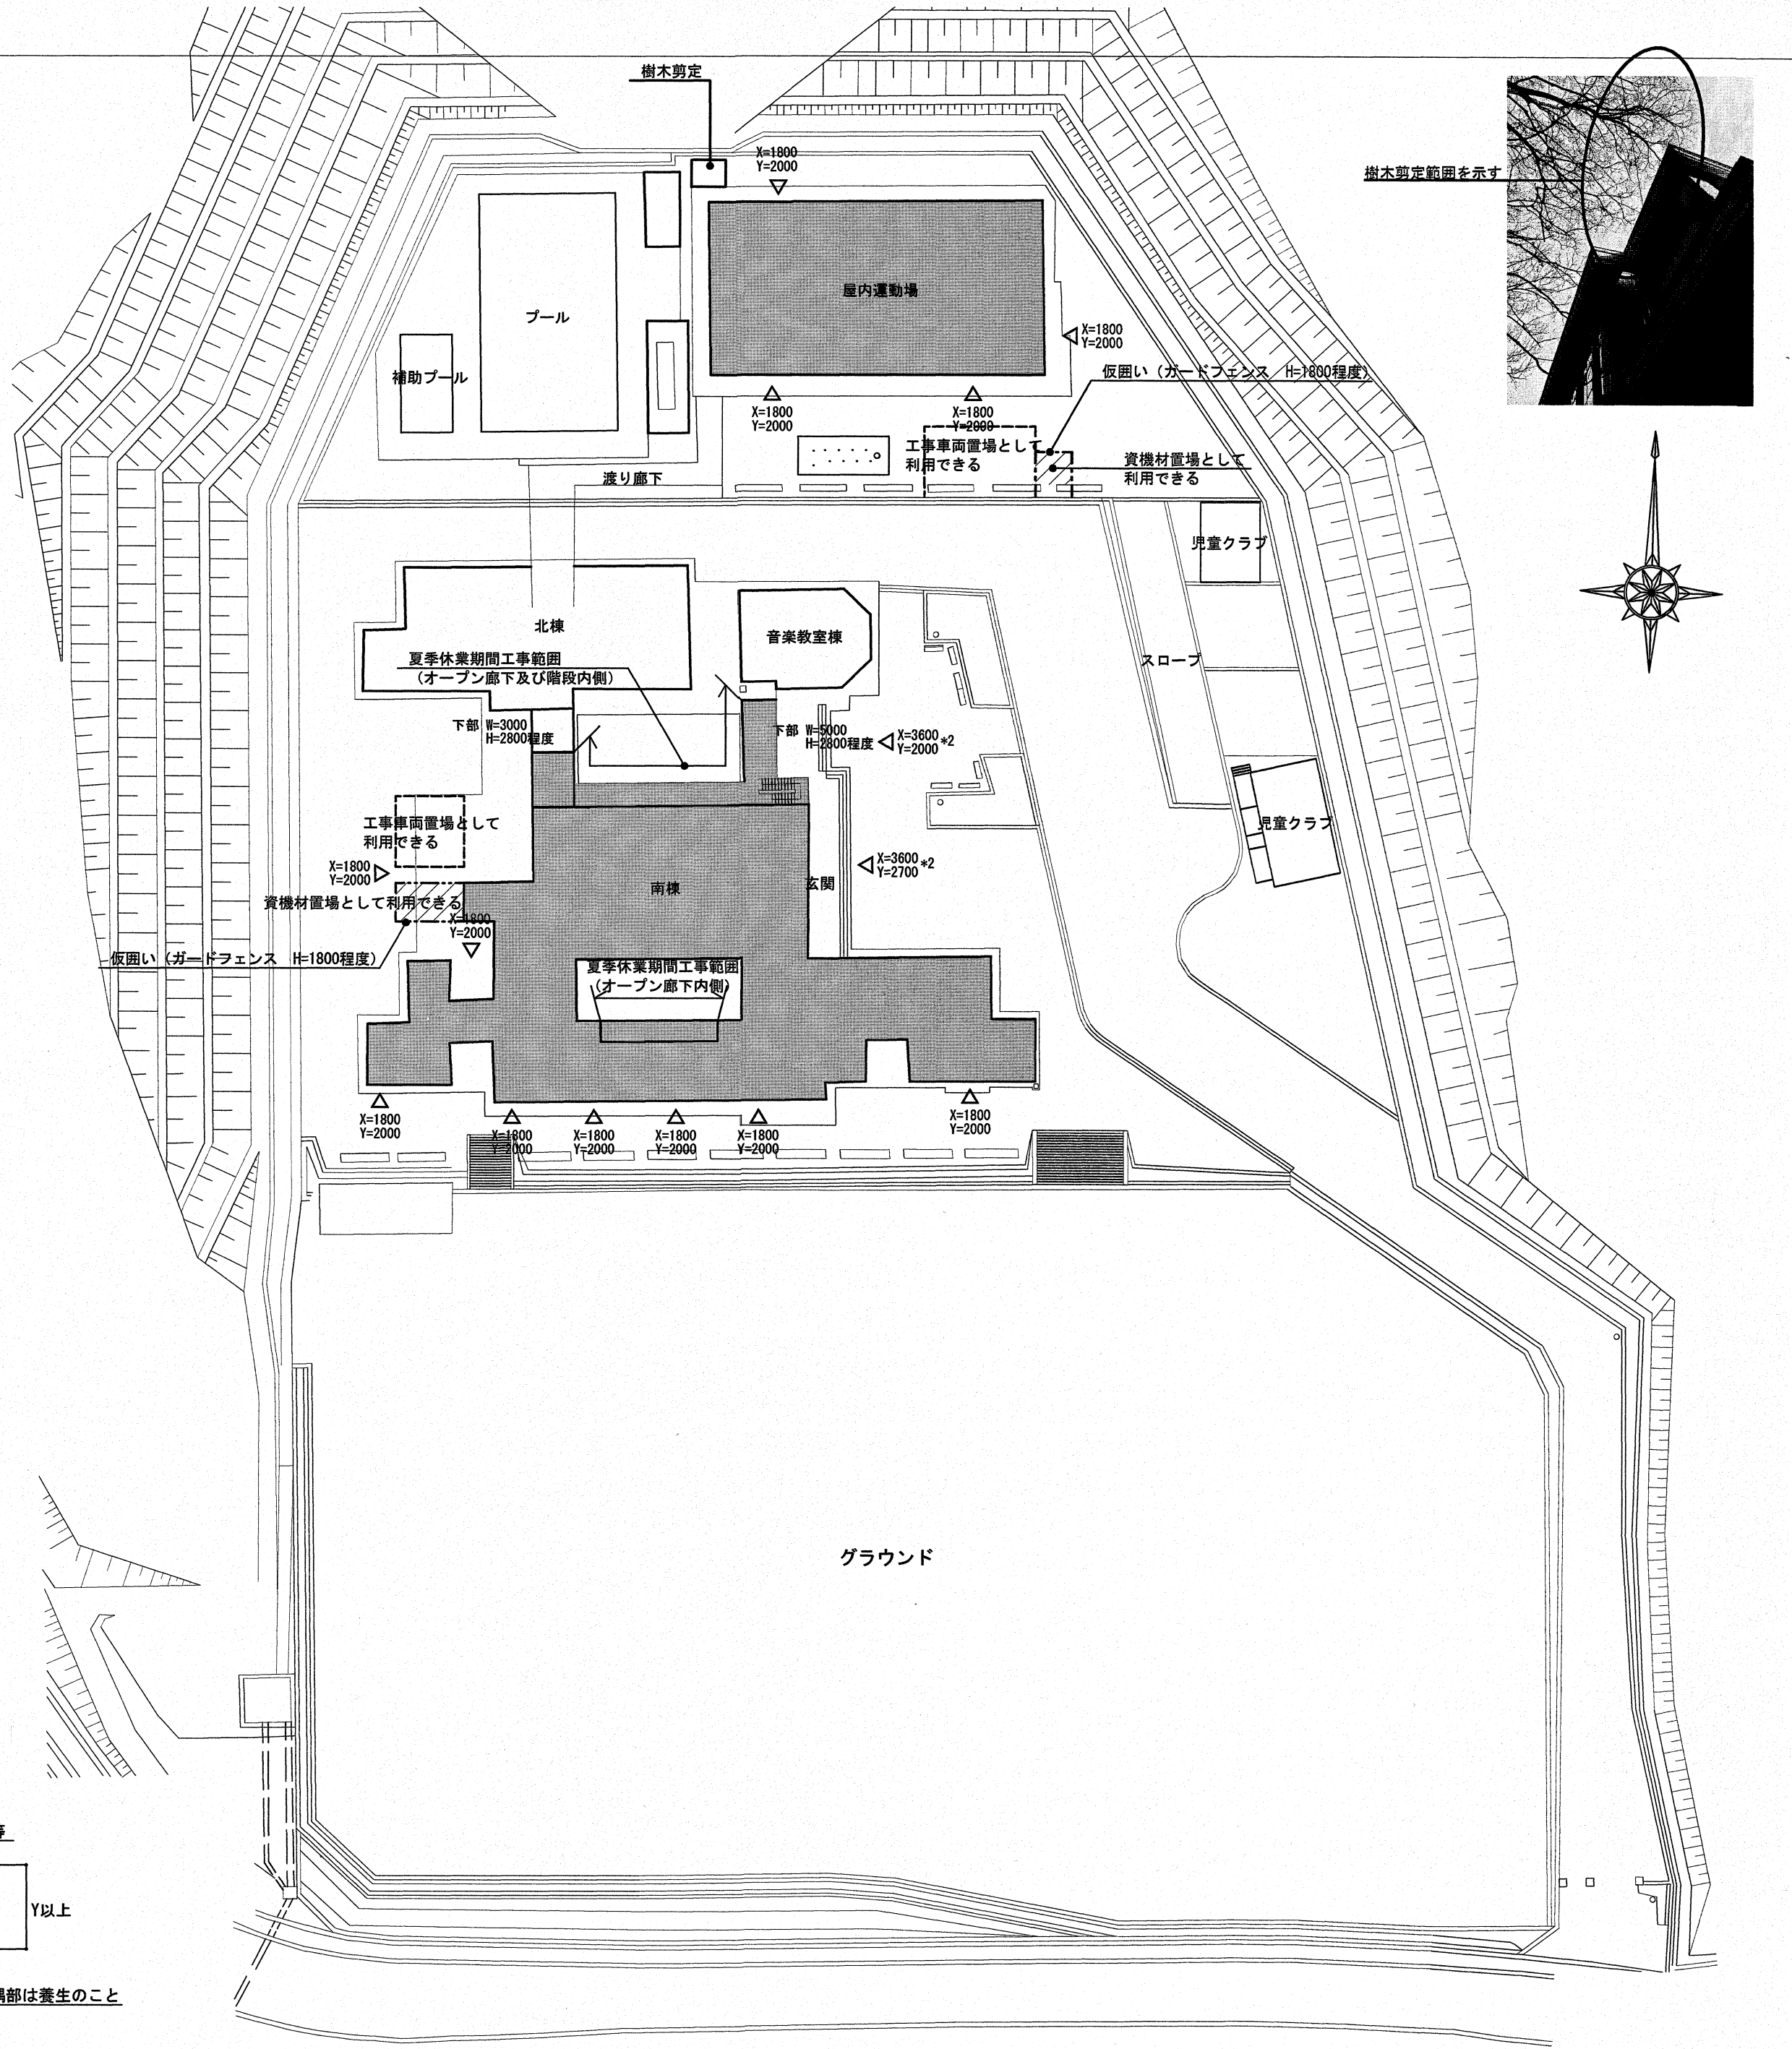 樹木剪定
X=1800
Y=2000
樹木剪定範囲を示す
屋内運動場
プール
補助プール
X=1800
Y=2000
仮囲い(ガードフェンス H=1800程度)
X=1800
Y=2000
X=1800
Y=2000
工事車両置場として
利用できる
資機材置場として
利用できる
渡り廊下
児童クラブ
北棟
音楽教室棟
夏季休業期間工事範囲
(オープン廊下及び階段内側)
スロープ
下部 W=3000
H=2800程度
下部 W=5000
H=2800程度
X=3600
Y=2000 *2
工事車両置場として
利用できる
児童クラブ
X=1800
Y=2000
X=3600
Y=2700 *2
南棟
玄関
資機材置場として利用できる
X=1800
Y=2000
仮囲い(ガードフェンス H=1800程度)
夏季休業期間工事範囲
(オープン廊下内側)
X=1800
Y=2000
X=1800
Y=2000
X=1800
Y=2000
X=1800
Y=2000
X=1800
Y=2000
X=1800
Y=2000
グラウンド
Y以上
部は養生のこと